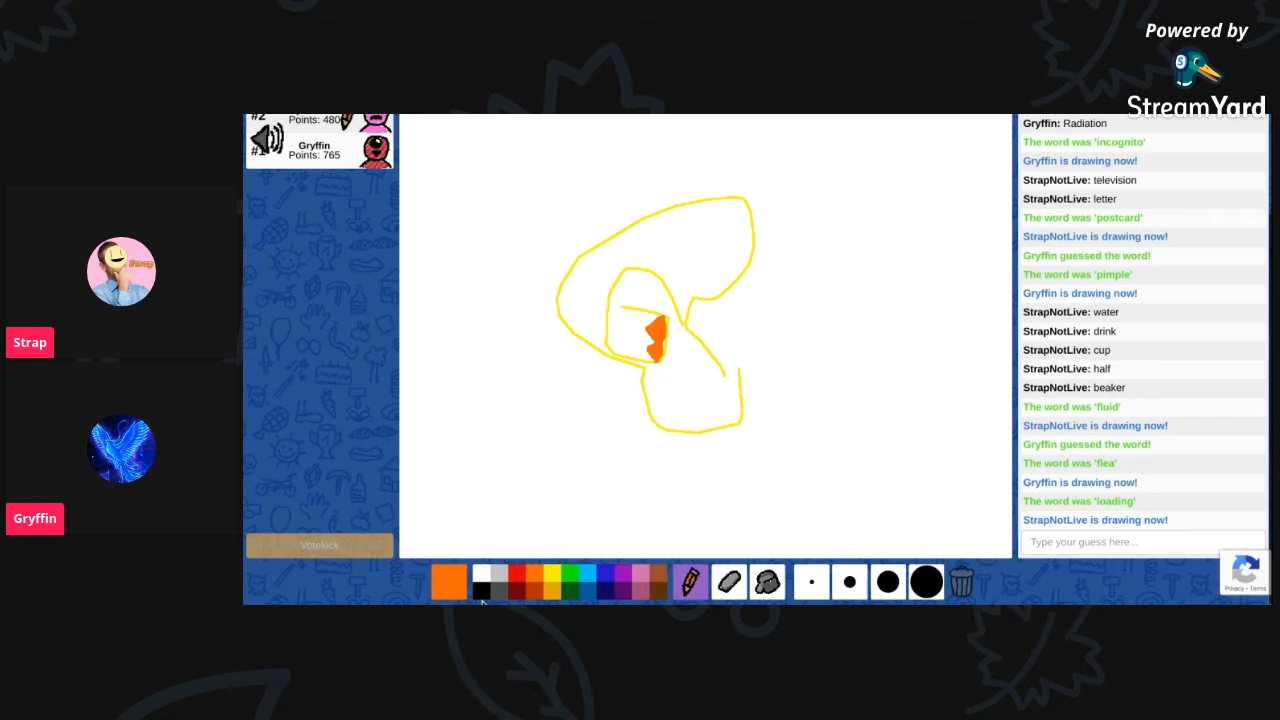 Powered by
StreamYard
#2
Points: 480
Gryffin
#1
Points: 765
Strap
Strap
Gryffin
Votekick
Gryffin: Radiation
The word was 'incognito'
Gryffin is drawing now!
StrapNotLive: television
StrapNotLive: letter
The word was 'postcard'
StrapNotLive is drawing now!
Gryffin guessed the word!
The word was 'pimple'
Gryffin is drawing now!
StrapNotLive: water
StrapNotLive: drink
StrapNotLive: cup
StrapNotLive: half
StrapNotLive: beaker
The word was 'fluid'
StrapNotLive is drawing now!
Gryffin guessed the word!
The word was 'flea'
Gryffin is drawing now!
The word was 'loading'
StrapNotLive is drawing now!
Type your guess here...
Privacy - Terms